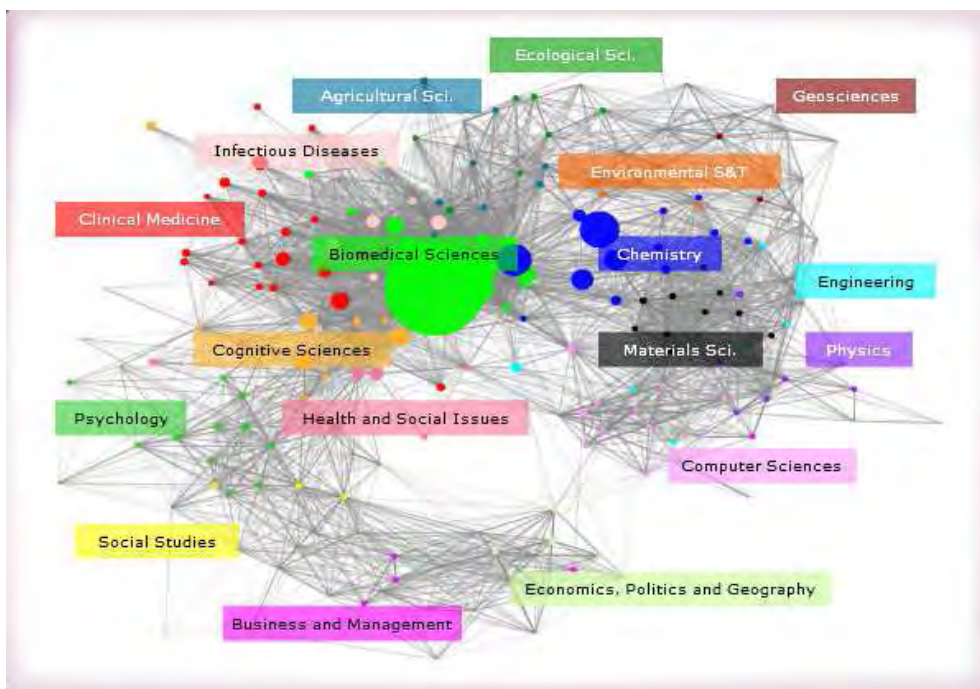 Ecological Sci.
Agricultural Sci.
Geosciences
Infectious Diseases
Environmental S&T
Clinical Medicine
Biomedical Sciences
Chemistry
Engineering
Cognitive Sciences
Materials Sci.
Physics
Psychology
Health and Social Issues
Computer Sciences
Social Studies
Economics, Politics and Geography
Business and Management